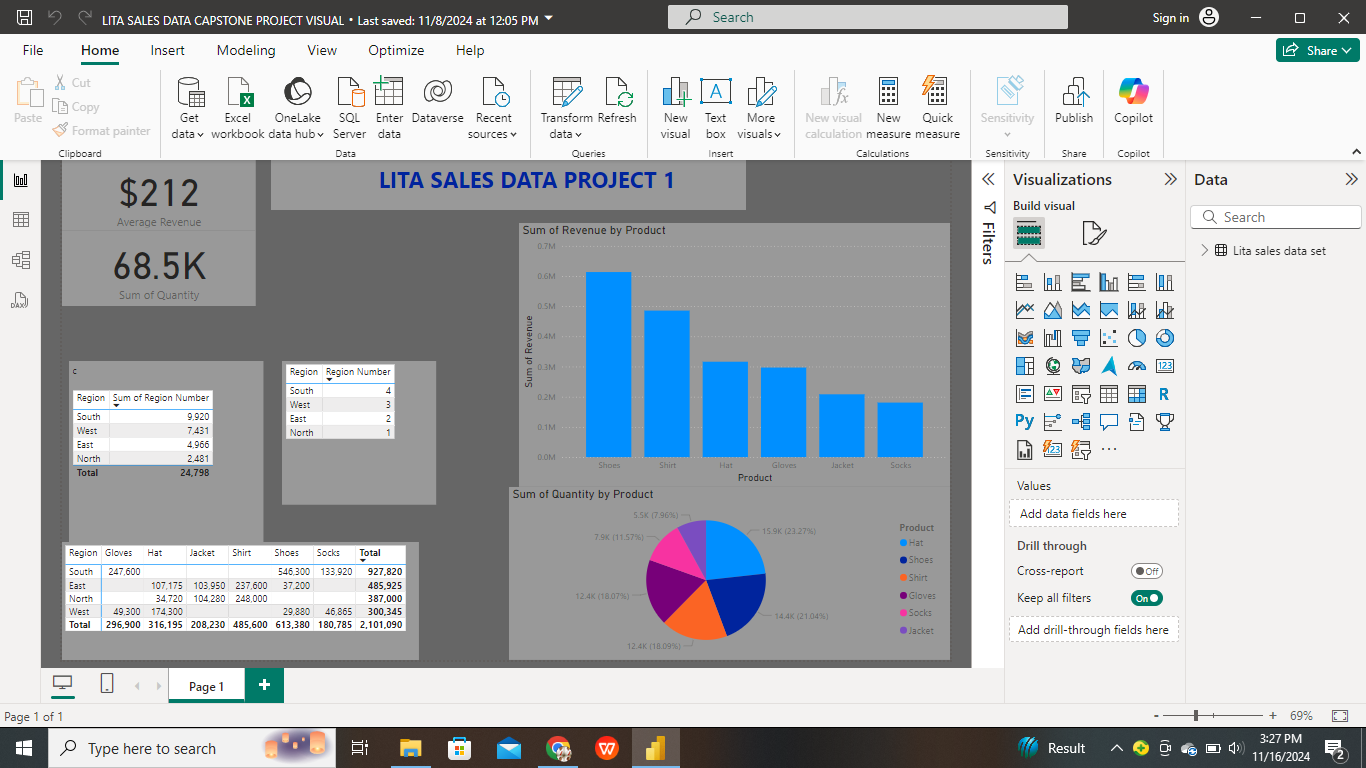 LITA SALES DATA CAPSTONE PROJECT VISUAL • Last saved: 11/8/2024 at 12:05 PM
Search
Sign in
File Home Insert Modeling View Optimize Help
Share
Paste
Cut
Copy
Format painter
Clipboard
Get data
Excel workbook
OneLake data hub
SQL Server
Enter data
Dataverse
Recent sources
Data
Transform data
Refresh
Queries
New visual
Text box
More visuals
Insert
New visual calculation
New measure
Quick measure
Calculations
Sensitivity
Sensitivity
Publish
Share
Copilot
Copilot
$212
Average Revenue
68.5K
Sum of Quantity
LITA SALES DATA PROJECT 1
Sum of Revenue by Product
Sum of Revenue
0.7M
0.6M
0.5M
0.4M
0.3M
0.2M
0.1M
0.0M
Shoes Shirt Hat Gloves Jacket Socks
Product
c
Region Sum of Region Number
South 9,920
West 7,431
East 4,966
North 2,481
Total 24,798
Region Region Number
South 4
West 3
East 2
North 1
Region Gloves Hat Jacket Shirt Shoes Socks Total
South 247,600 546,300 133,920 927,820
East 107,175 103,950 237,600 37,200 485,925
North 34,720 104,280 248,000 387,000
West 49,300 174,300 29,880 46,865 300,345
Total 296,900 316,195 208,230 485,600 613,380 180,785 2,101,090
Sum of Quantity by Product
5.5K (7.96%)
15.9K (23.27%)
7.9K (11.57%)
12.4K (18.07%)
14.4K (21.04%)
12.4K (18.09%)
Product
Hat
Shoes
Shirt
Gloves
Socks
Jacket
Filters
Visualizations
Build visual
123
R
Py
123
Values
Add data fields here
Drill through
Cross-report Off
Keep all filters On
Add drill-through fields here
Data
Search
Lita sales data set
Page 1
Page 1 of 1
- + 69%
Type here to search
Result
3:27 PM
11/16/2024
2